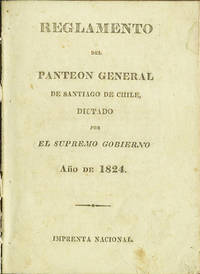 REGLAMENTO
DEL
PANTEON GENERAL
DE SANTIAGO DE CHILE,
DICTADO
POR
EL SUPREMO GOBIERNO
Año de 1824.
IMPRENTA NACIONAL.